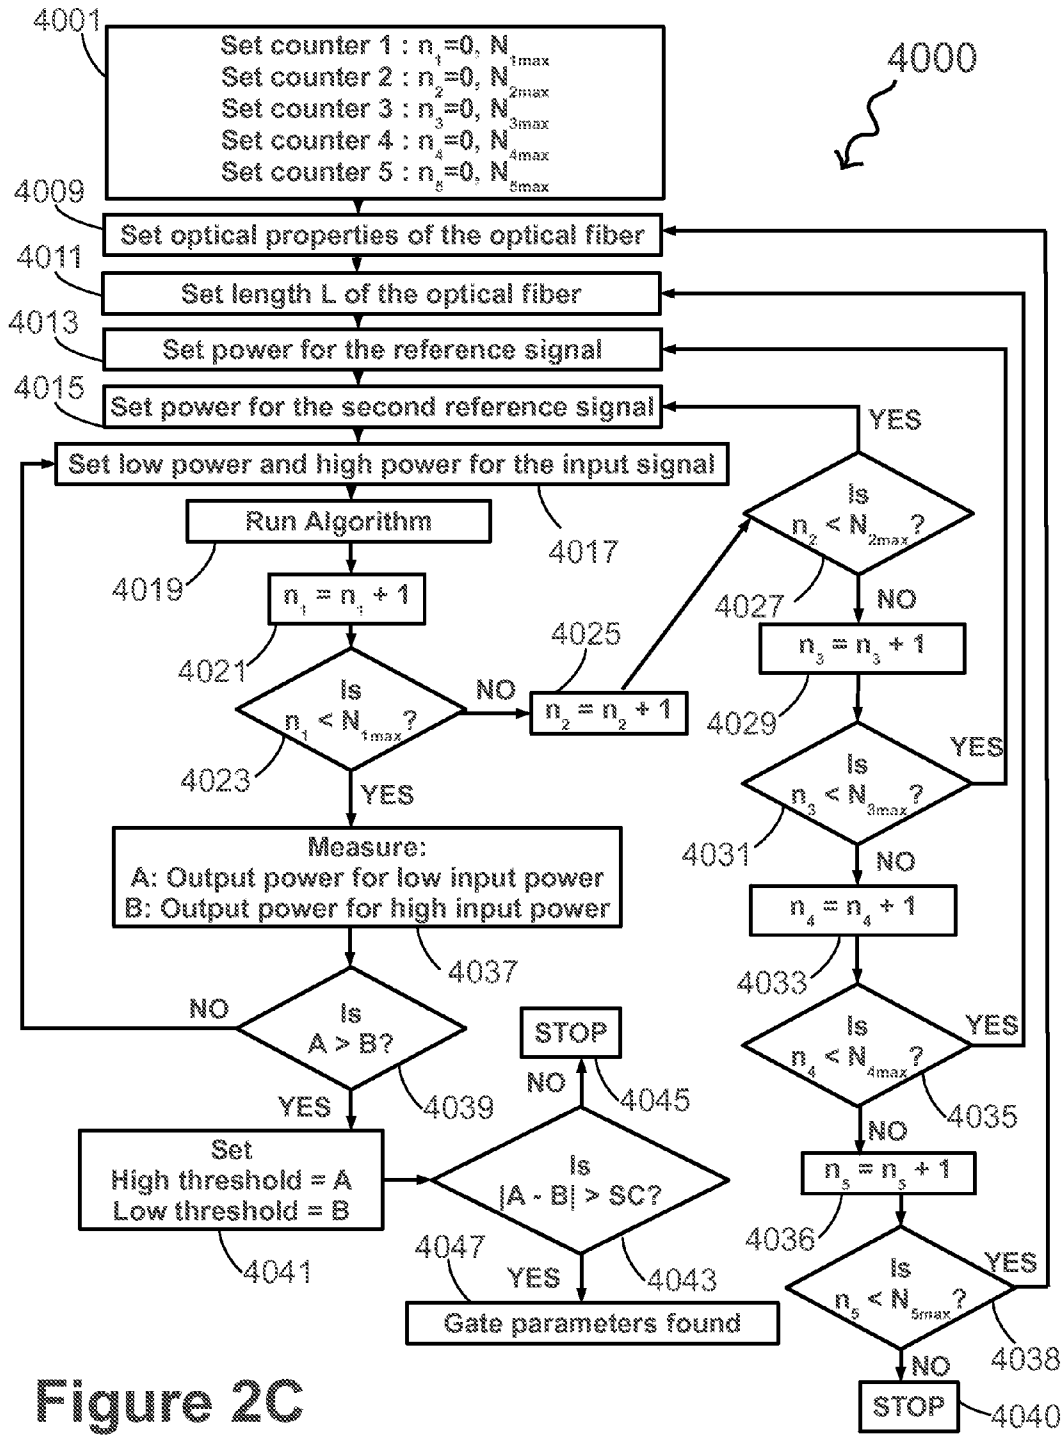 4001
Set counter 1 : n₁=0, N₁max
Set counter 2 : n₂=0, N₂max
Set counter 3 : n₃=0, N₃max
Set counter 4 : n₄=0, N₄max
Set counter 5 : n₅=0, N₅max
4000
4009
Set optical properties of the optical fiber
4011
Set length L of the optical fiber
4013
Set power for the reference signal
4015
Set power for the second reference signal
YES
Set low power and high power for the input signal
4017
Run Algorithm
4019
Is
n₂ < N₂max?
4027
NO
n₁ = n₁ + 1
4021
4025
n₂ = n₂ + 1
n₃ = n₃ + 1
4029
Is
n₁ < N₁max?
NO
4023
YES
Is
n₃ < N₃max?
YES
4031
NO
Measure:
A: Output power for low input power
B: Output power for high input power
4037
n₄ = n₄ + 1
4033
Is
A > B?
NO
4039
YES
Is
n₄ < N₄max?
YES
4035
NO
STOP
4045
NO
Set
High threshold = A
Low threshold = B
4041
Is
|A - B| > SC?
4043
YES
n₅ = n₅ + 1
4036
4047
Gate parameters found
Is
n₅ < N₅max?
YES
4038
NO
STOP
4040
Figure 2C